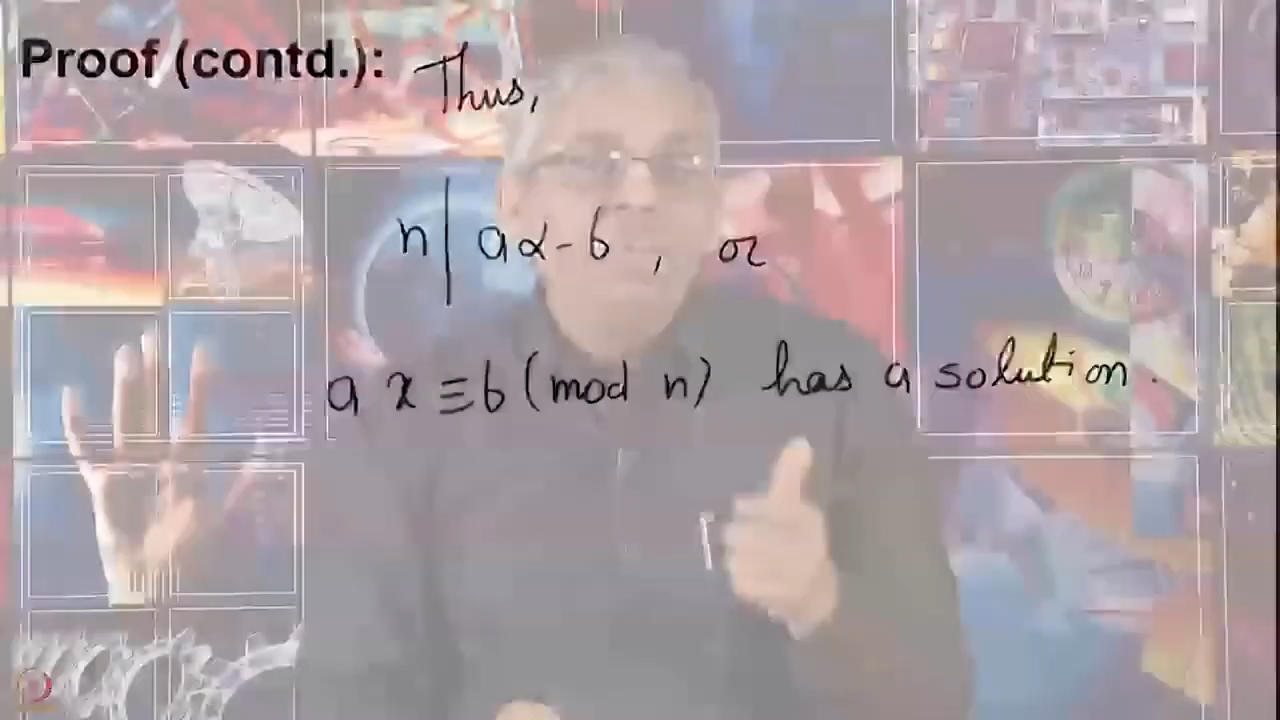 Proof (contd.): Thus,
n | aα - b , or
a x ≡ b (mod n) has a solution.